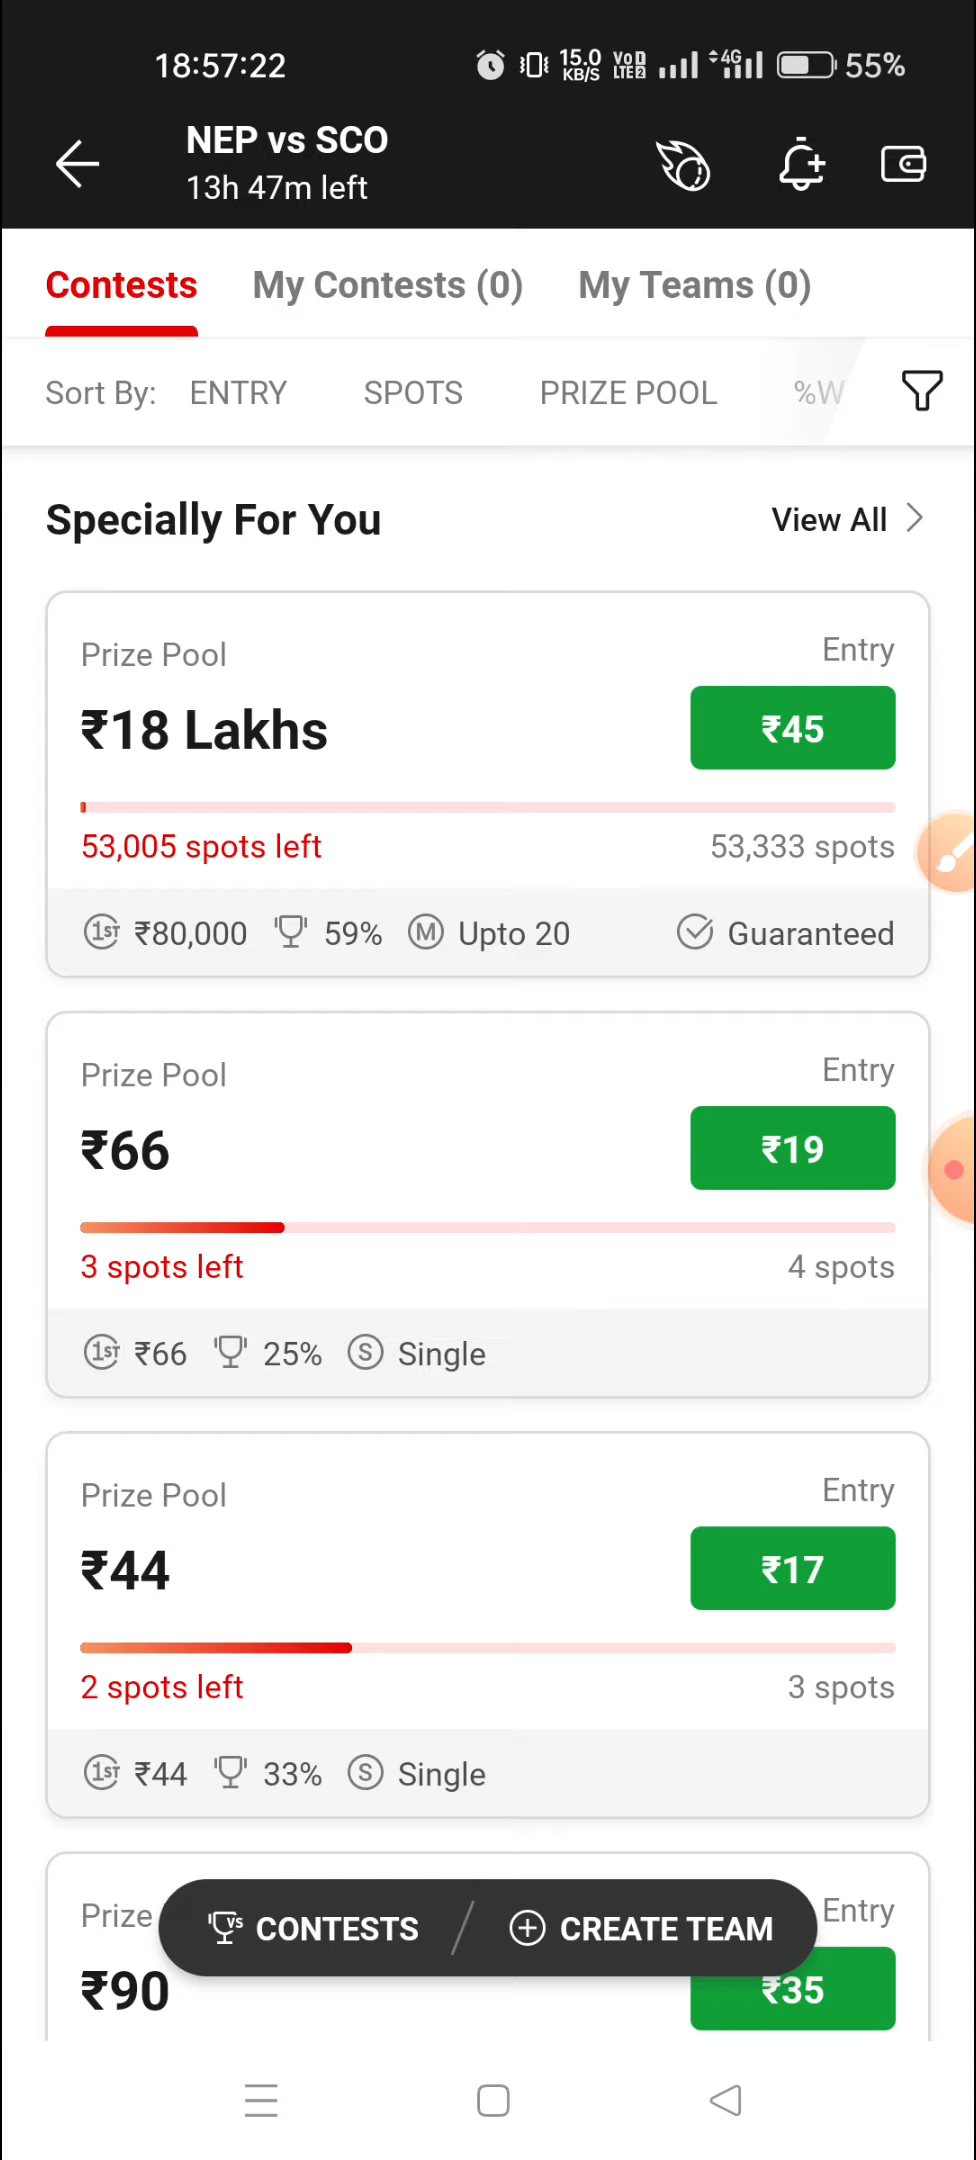 18:57:22 15.0 KB/S VoD LTE2 4G 55%
NEP vs SCO
13h 47m left
Contests My Contests (0) My Teams (0)
Sort By: ENTRY SPOTS PRIZE POOL %W
Specially For You View All
Prize Pool Entry
₹18 Lakhs ₹45
53,005 spots left 53,333 spots
1ST ₹80,000 59% M Upto 20 Guaranteed
Prize Pool Entry
₹66 ₹19
3 spots left 4 spots
1ST ₹66 25% S Single
Prize Pool Entry
₹44 ₹17
2 spots left 3 spots
1ST ₹44 33% S Single
Prize Entry
VS CONTESTS CREATE TEAM
₹90 ₹35